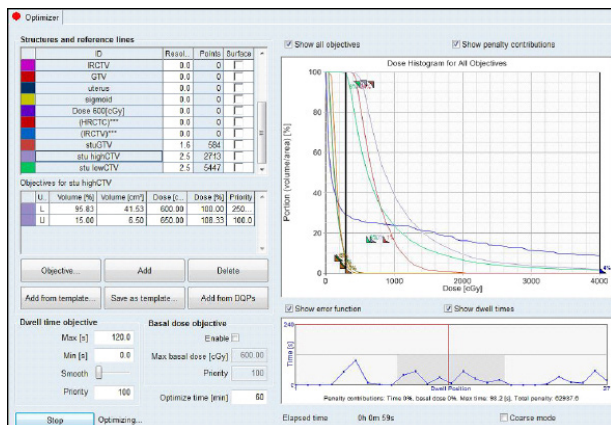 Optimizer
Structures and reference lines
ID Resol... Points Surface
IRCTV 0.0 0
GTV 0.0 0
uterus 0.0 0
sigmoid 0.0 0
Dose 600[cGy] 0.0 0
(HRCTC)*** 0.0 0
(IRCTV)*** 0.0 0
stuGTV 1.6 584
stu highCTV 2.5 2713
stu lowCTV 2.5 5447
Objectives for stu highCTV
U.. Volume [%] Volume [cm³] Dose [c... Dose [%] Priority
L 95.83 41.53 600.00 100.00 250...
U 15.00 6.50 650.00 108.33 100.0
Objective... Add Delete
Add from template... Save as template... Add from DQPs
Dwell time objective
Max [s] 120.0
Min [s] 0.0
Smooth
Priority 100
Basal dose objective
Enable
Max basal dose [cGy] 600.00
Priority 100
Optimize time [min] 60
Stop Optimizing...
Show all objectives Show penalty contributions
Dose Histogram for All Objectives
Portion (volume/area) [%]
100
80
60
40
20
0
0 1000 2000 3000 4000
Dose [cGy]
Show error function Show dwell times
Time [s]
240
0
Dwell Position
37
Penalty contributions: Time 0%, basal dose 0%. Max time: 98.2 [s], Total penalty: 62937.6
Elapsed time 0h 0m 59s Coarse mode